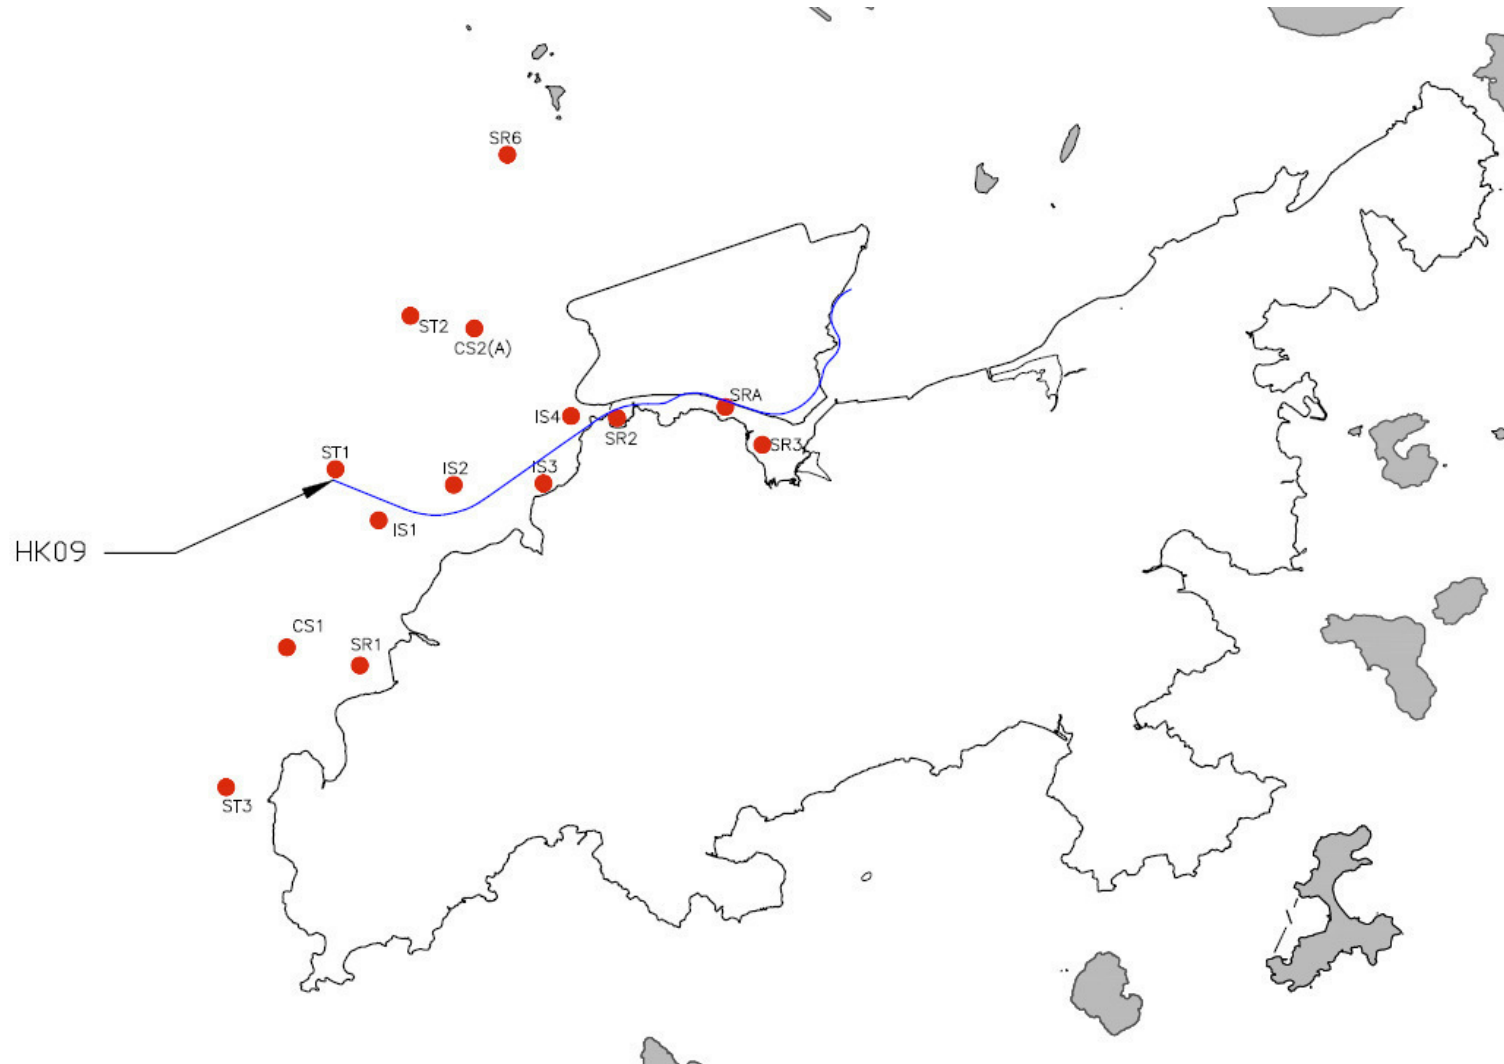 SR6
ST2
CS2(A)
SRA
IS4
SR2
SR3
ST1
IS2
IS3
IS1
HK09
CS1
SR1
ST3